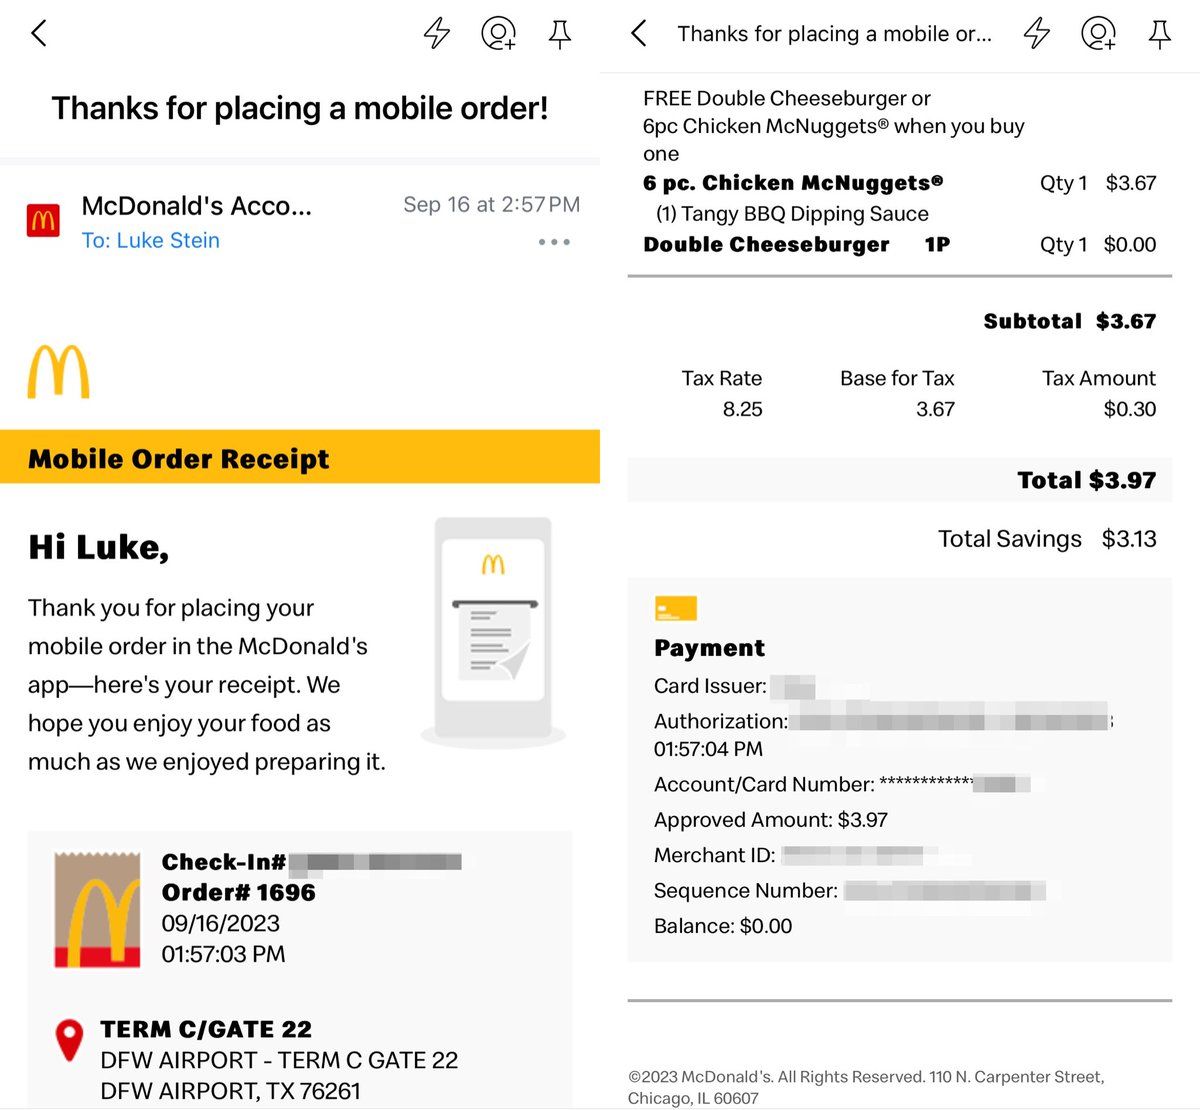 Thanks for placing a mobile order!
McDonald's Acco...
Sep 16 at 2:57PM
To: Luke Stein
Mobile Order Receipt
Hi Luke,
Thank you for placing your
mobile order in the McDonald's
app—here's your receipt. We
hope you enjoy your food as
much as we enjoyed preparing it.
Check-In#
Order# 1696
09/16/2023
01:57:03 PM
TERM C/GATE 22
DFW AIRPORT - TERM C GATE 22
DFW AIRPORT, TX 76261
Thanks for placing a mobile or...
FREE Double Cheeseburger or
6pc Chicken McNuggets® when you buy
one
6 pc. Chicken McNuggets® Qty 1 $3.67
(1) Tangy BBQ Dipping Sauce
Double Cheeseburger 1P Qty 1 $0.00
Subtotal $3.67
Tax Rate Base for Tax Tax Amount
8.25 3.67 $0.30
Total $3.97
Total Savings $3.13
Payment
Card Issuer:
Authorization:
01:57:04 PM
Account/Card Number: ************
Approved Amount: $3.97
Merchant ID:
Sequence Number:
Balance: $0.00
©2023 McDonald's. All Rights Reserved. 110 N. Carpenter Street,
Chicago, IL 60607